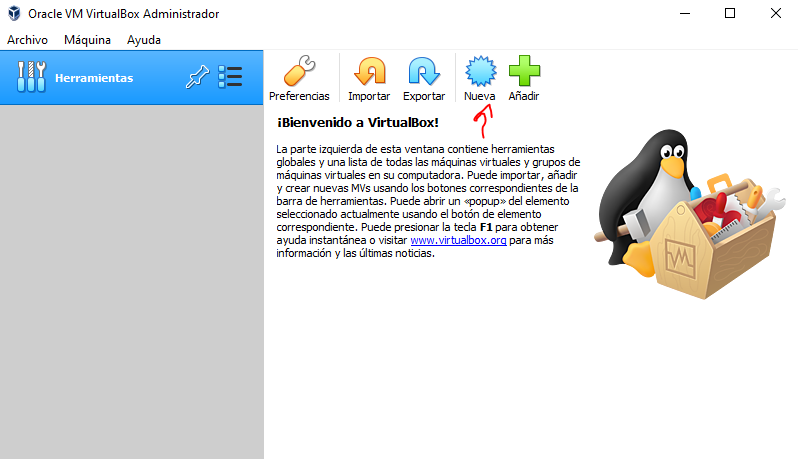 Oracle VM VirtualBox Administrador
Archivo Máquina Ayuda
Herramientas
Preferencias Importar Exportar Nueva Añadir
¡Bienvenido a VirtualBox!
La parte izquierda de esta ventana contiene herramientas
globales y una lista de todas las máquinas virtuales y grupos de
máquinas virtuales en su computadora. Puede importar, añadir
y crear nuevas MVs usando los botones correspondientes de la
barra de herramientas. Puede abrir un «popup» del elemento
seleccionado actualmente usando el botón de elemento
correspondiente. Puede presionar la tecla F1 para obtener
ayuda instantánea o visitar www.virtualbox.org para más
información y las últimas noticias.